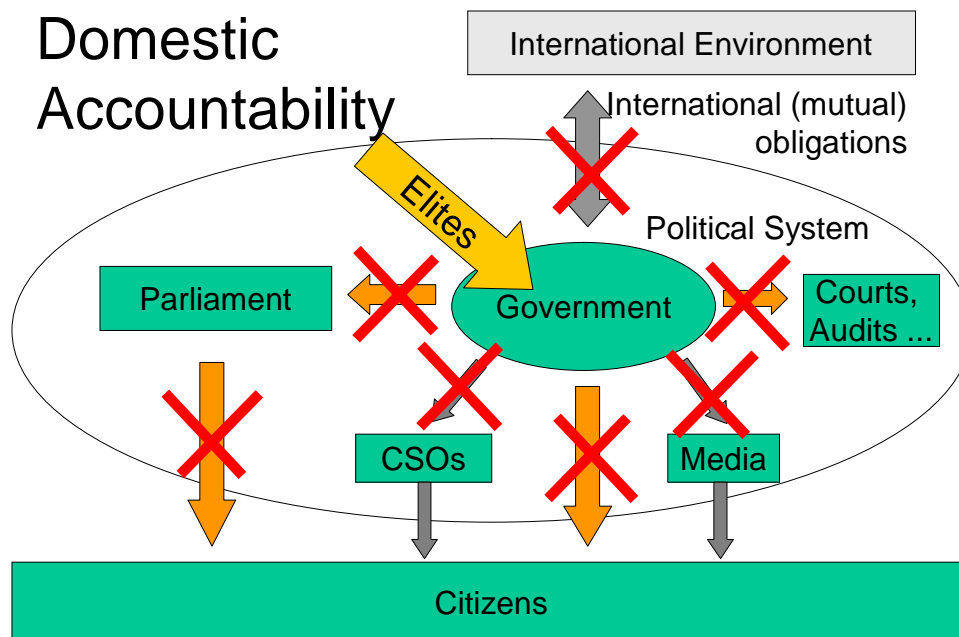 Domestic
Accountability
International Environment
International (mutual)
obligations
Elites
Political System
Parliament
Government
Courts,
Audits ...
CSOs
Media
Citizens